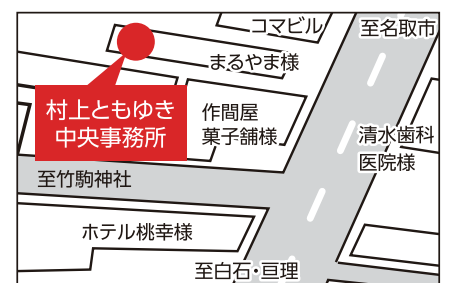 コマビル
至名取市
まるやま様
村上ともゆき
中央事務所
作間屋
菓子舗様
清水歯科
医院様
至竹駒神社
ホテル桃幸様
至白石・亘理